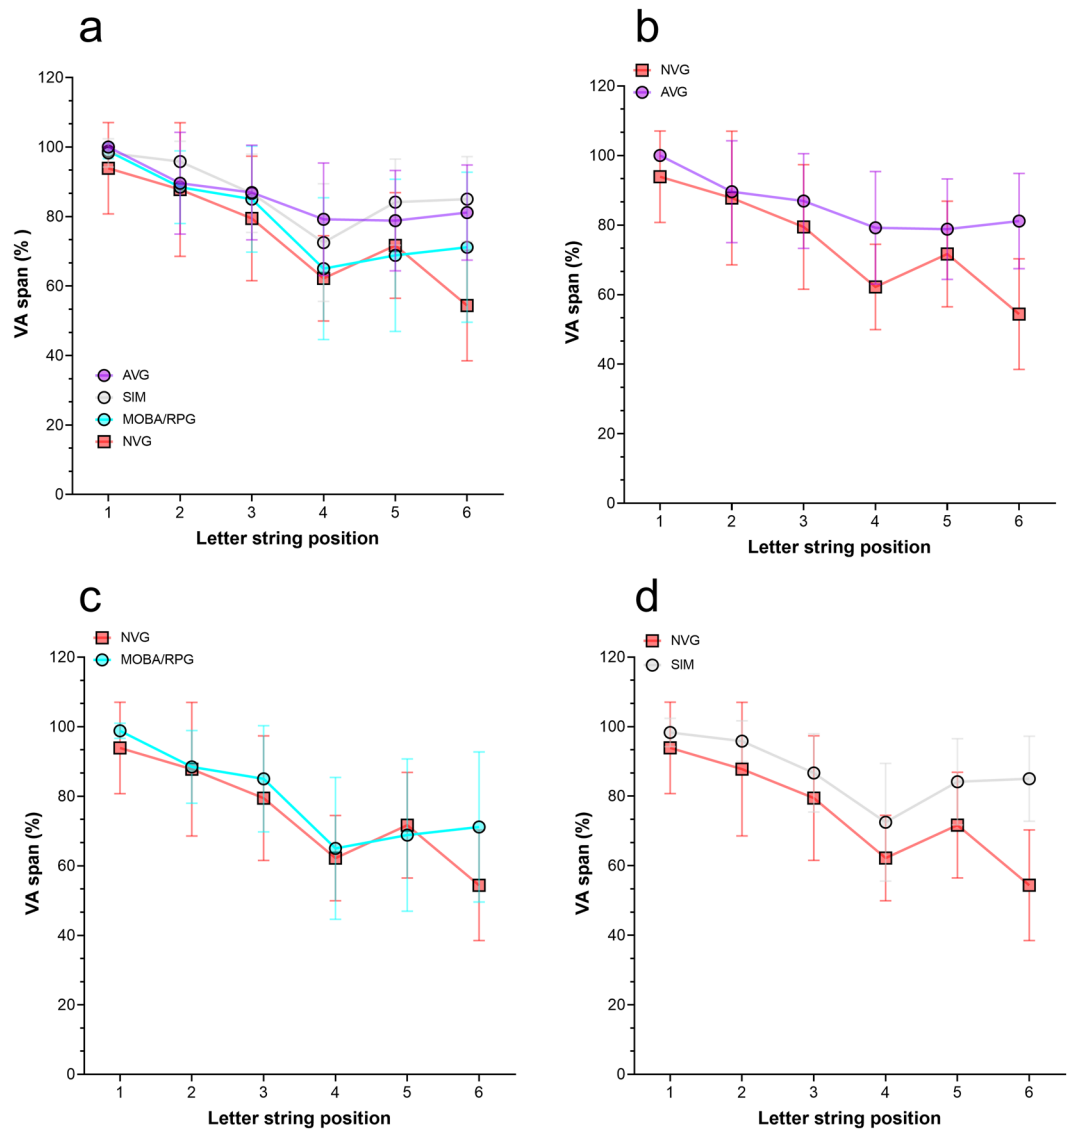 a
120
100
80
60
40
20
0
VA span (% )
AVG
SIM
MOBA/RPG
NVG
1 2 3 4 5 6
Letter string position
b
NVG
AVG
120
100
80
60
40
20
0
VA span (%)
1 2 3 4 5 6
Letter string position
c
NVG
MOBA/RPG
120
100
80
60
40
20
0
VA span (%)
1 2 3 4 5 6
Letter string position
d
NVG
SIM
120
100
80
60
40
20
0
VA span (%)
1 2 3 4 5 6
Letter string position